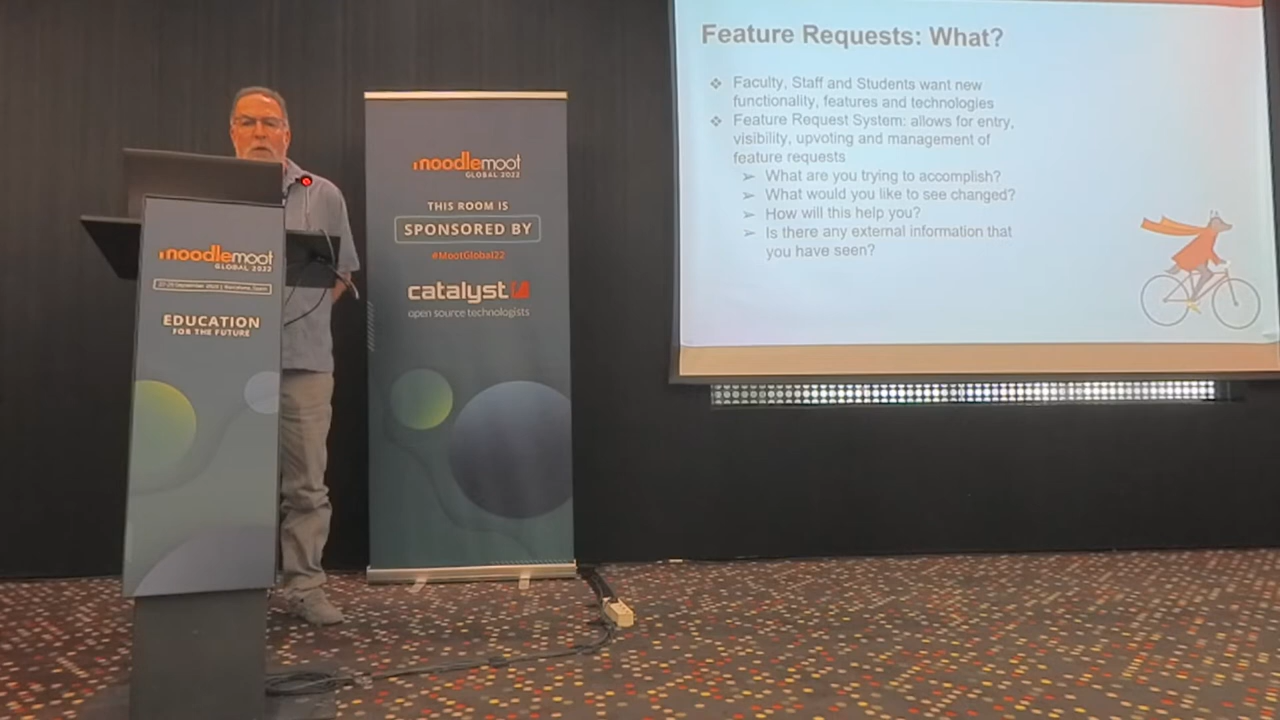 moodlemoot
GLOBAL 2022
EDUCATION
FOR THE FUTURE
moodlemoot
GLOBAL 2022
THIS ROOM IS
SPONSORED BY
#MootGlobal22
catalyst
open source technologists
Feature Requests: What?
❖ Faculty, Staff and Students want new
functionality, features and technologies
❖ Feature Request System: allows for entry,
visibility, upvoting and management of
feature requests
➢ What are you trying to accomplish?
➢ What would you like to see changed?
➢ How will this help you?
➢ Is there any external information that
you have seen?